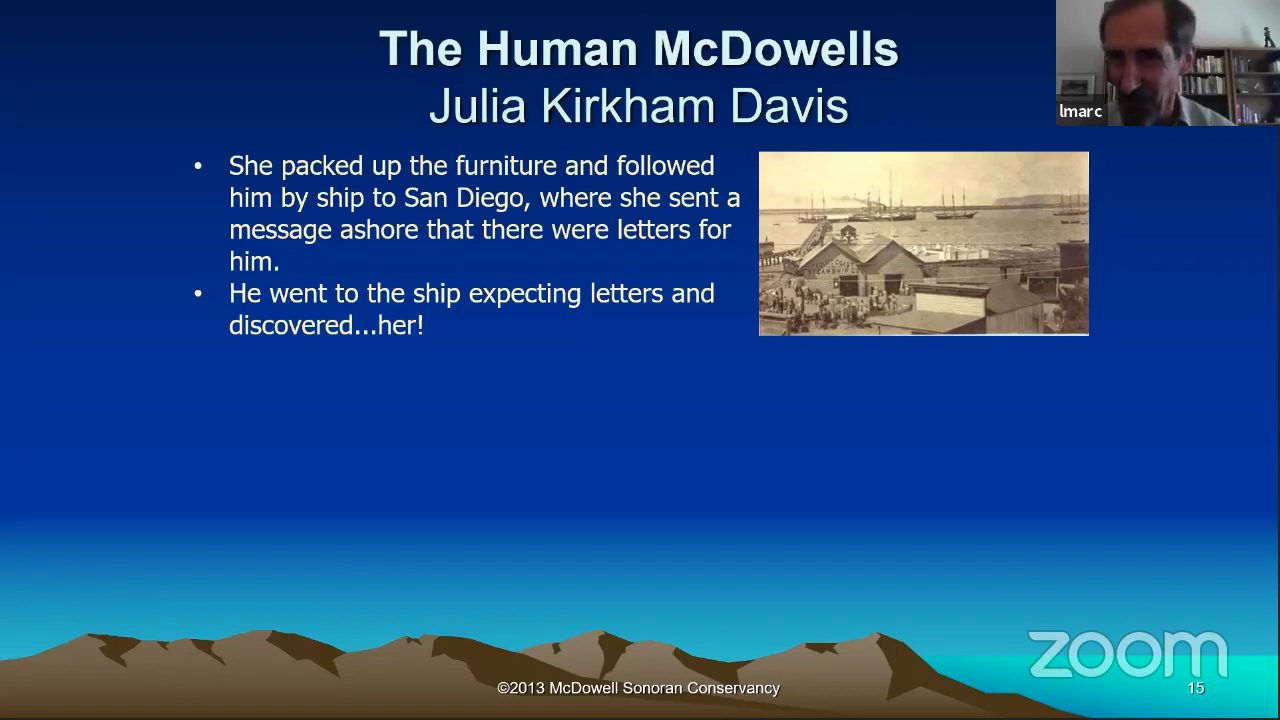 The Human McDowells
Julia Kirkham Davis
lmarc
• She packed up the furniture and followed
him by ship to San Diego, where she sent a
message ashore that there were letters for
him.
• He went to the ship expecting letters and
discovered...her!
STEAMSHIP CO
zoom
©2013 McDowell Sonoran Conservancy
15